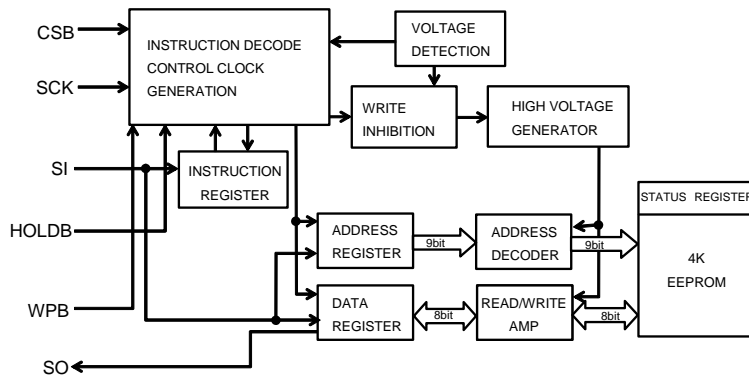 CSB
SCK
SI
HOLDB
WPB
SO
INSTRUCTION DECODE
CONTROL CLOCK
GENERATION
VOLTAGE
DETECTION
WRITE
INHIBITION
HIGH VOLTAGE
GENERATOR
INSTRUCTION
REGISTER
ADDRESS
REGISTER
9bit
ADDRESS
DECODER
9bit
DATA
REGISTER
8bit
READ/WRITE
AMP
8bit
STATUS REGISTER
4K
EEPROM